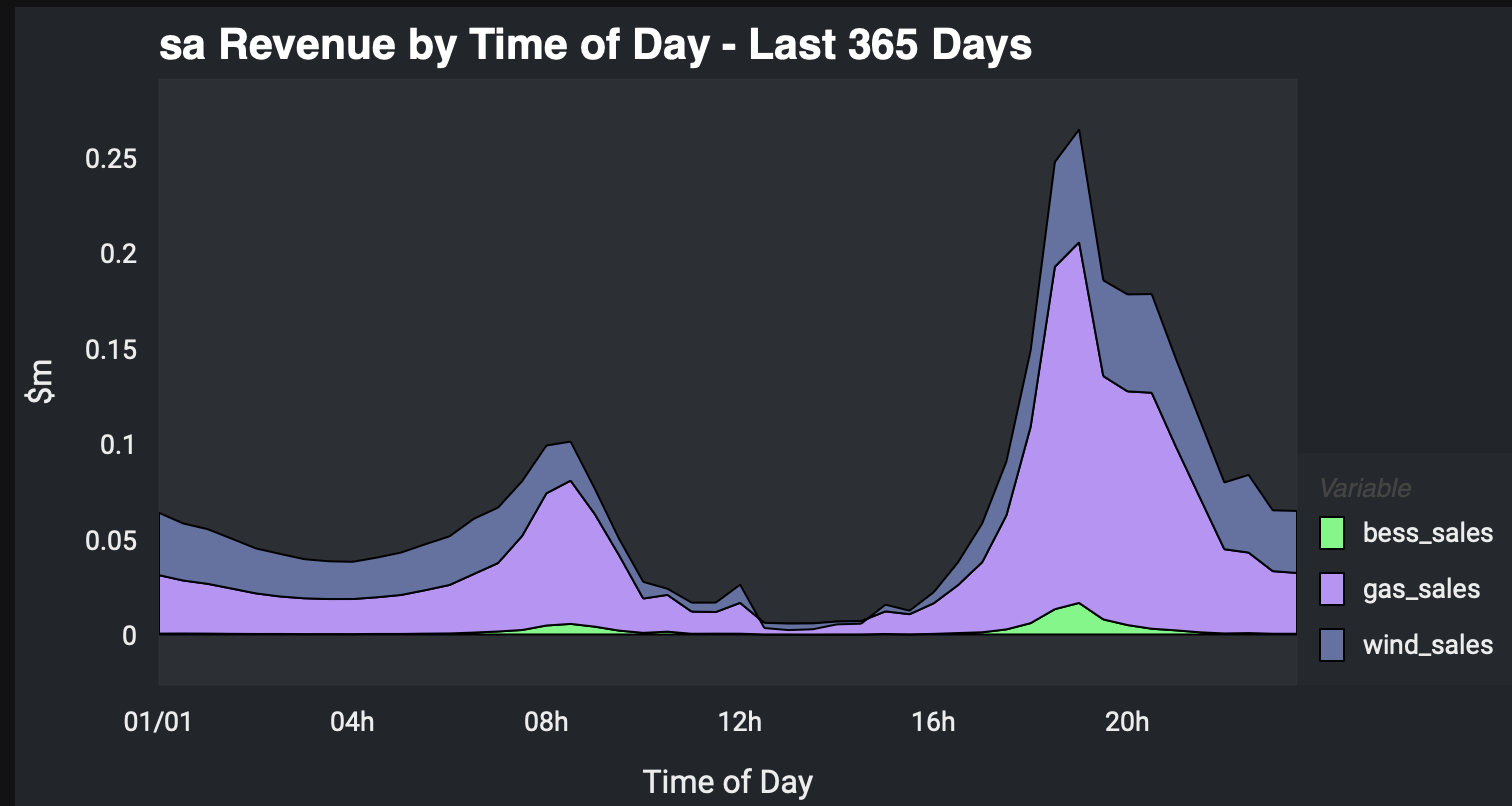 sa Revenue by Time of Day - Last 365 Days
0.25
0.2
0.15
0.1
0.05
0
$m
01/01 04h 08h 12h 16h 20h
Time of Day
Variable
bess_sales
gas_sales
wind_sales